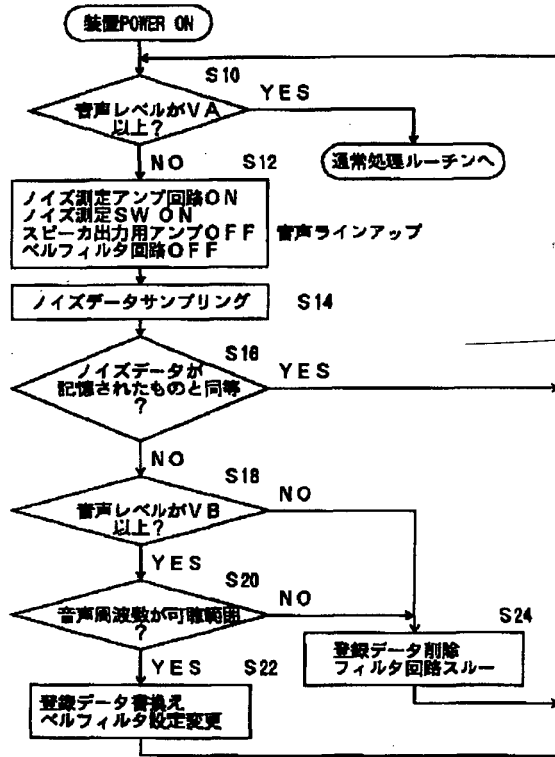 装置POWER ON
S10
音声レベルがVA
以上?
YES
通常処理ルーチンへ
NO
S12
ノイズ測定アンプ回路ON
ノイズ測定SW ON
スピーカ出力用アンプOFF
ベルフィルタ回路OFF
音声ラインアップ
ノイズデータサンプリング
S14
S16
ノイズデータが
記憶されたものと同等
?
YES
NO
S18
音声レベルがVB
以上?
NO
YES
S20
音声周波数が可聴範囲
?
NO
S24
YES
S22
登録データ削除
フィルタ回路スルー
登録データ書換え
ベルフィルタ設定変更